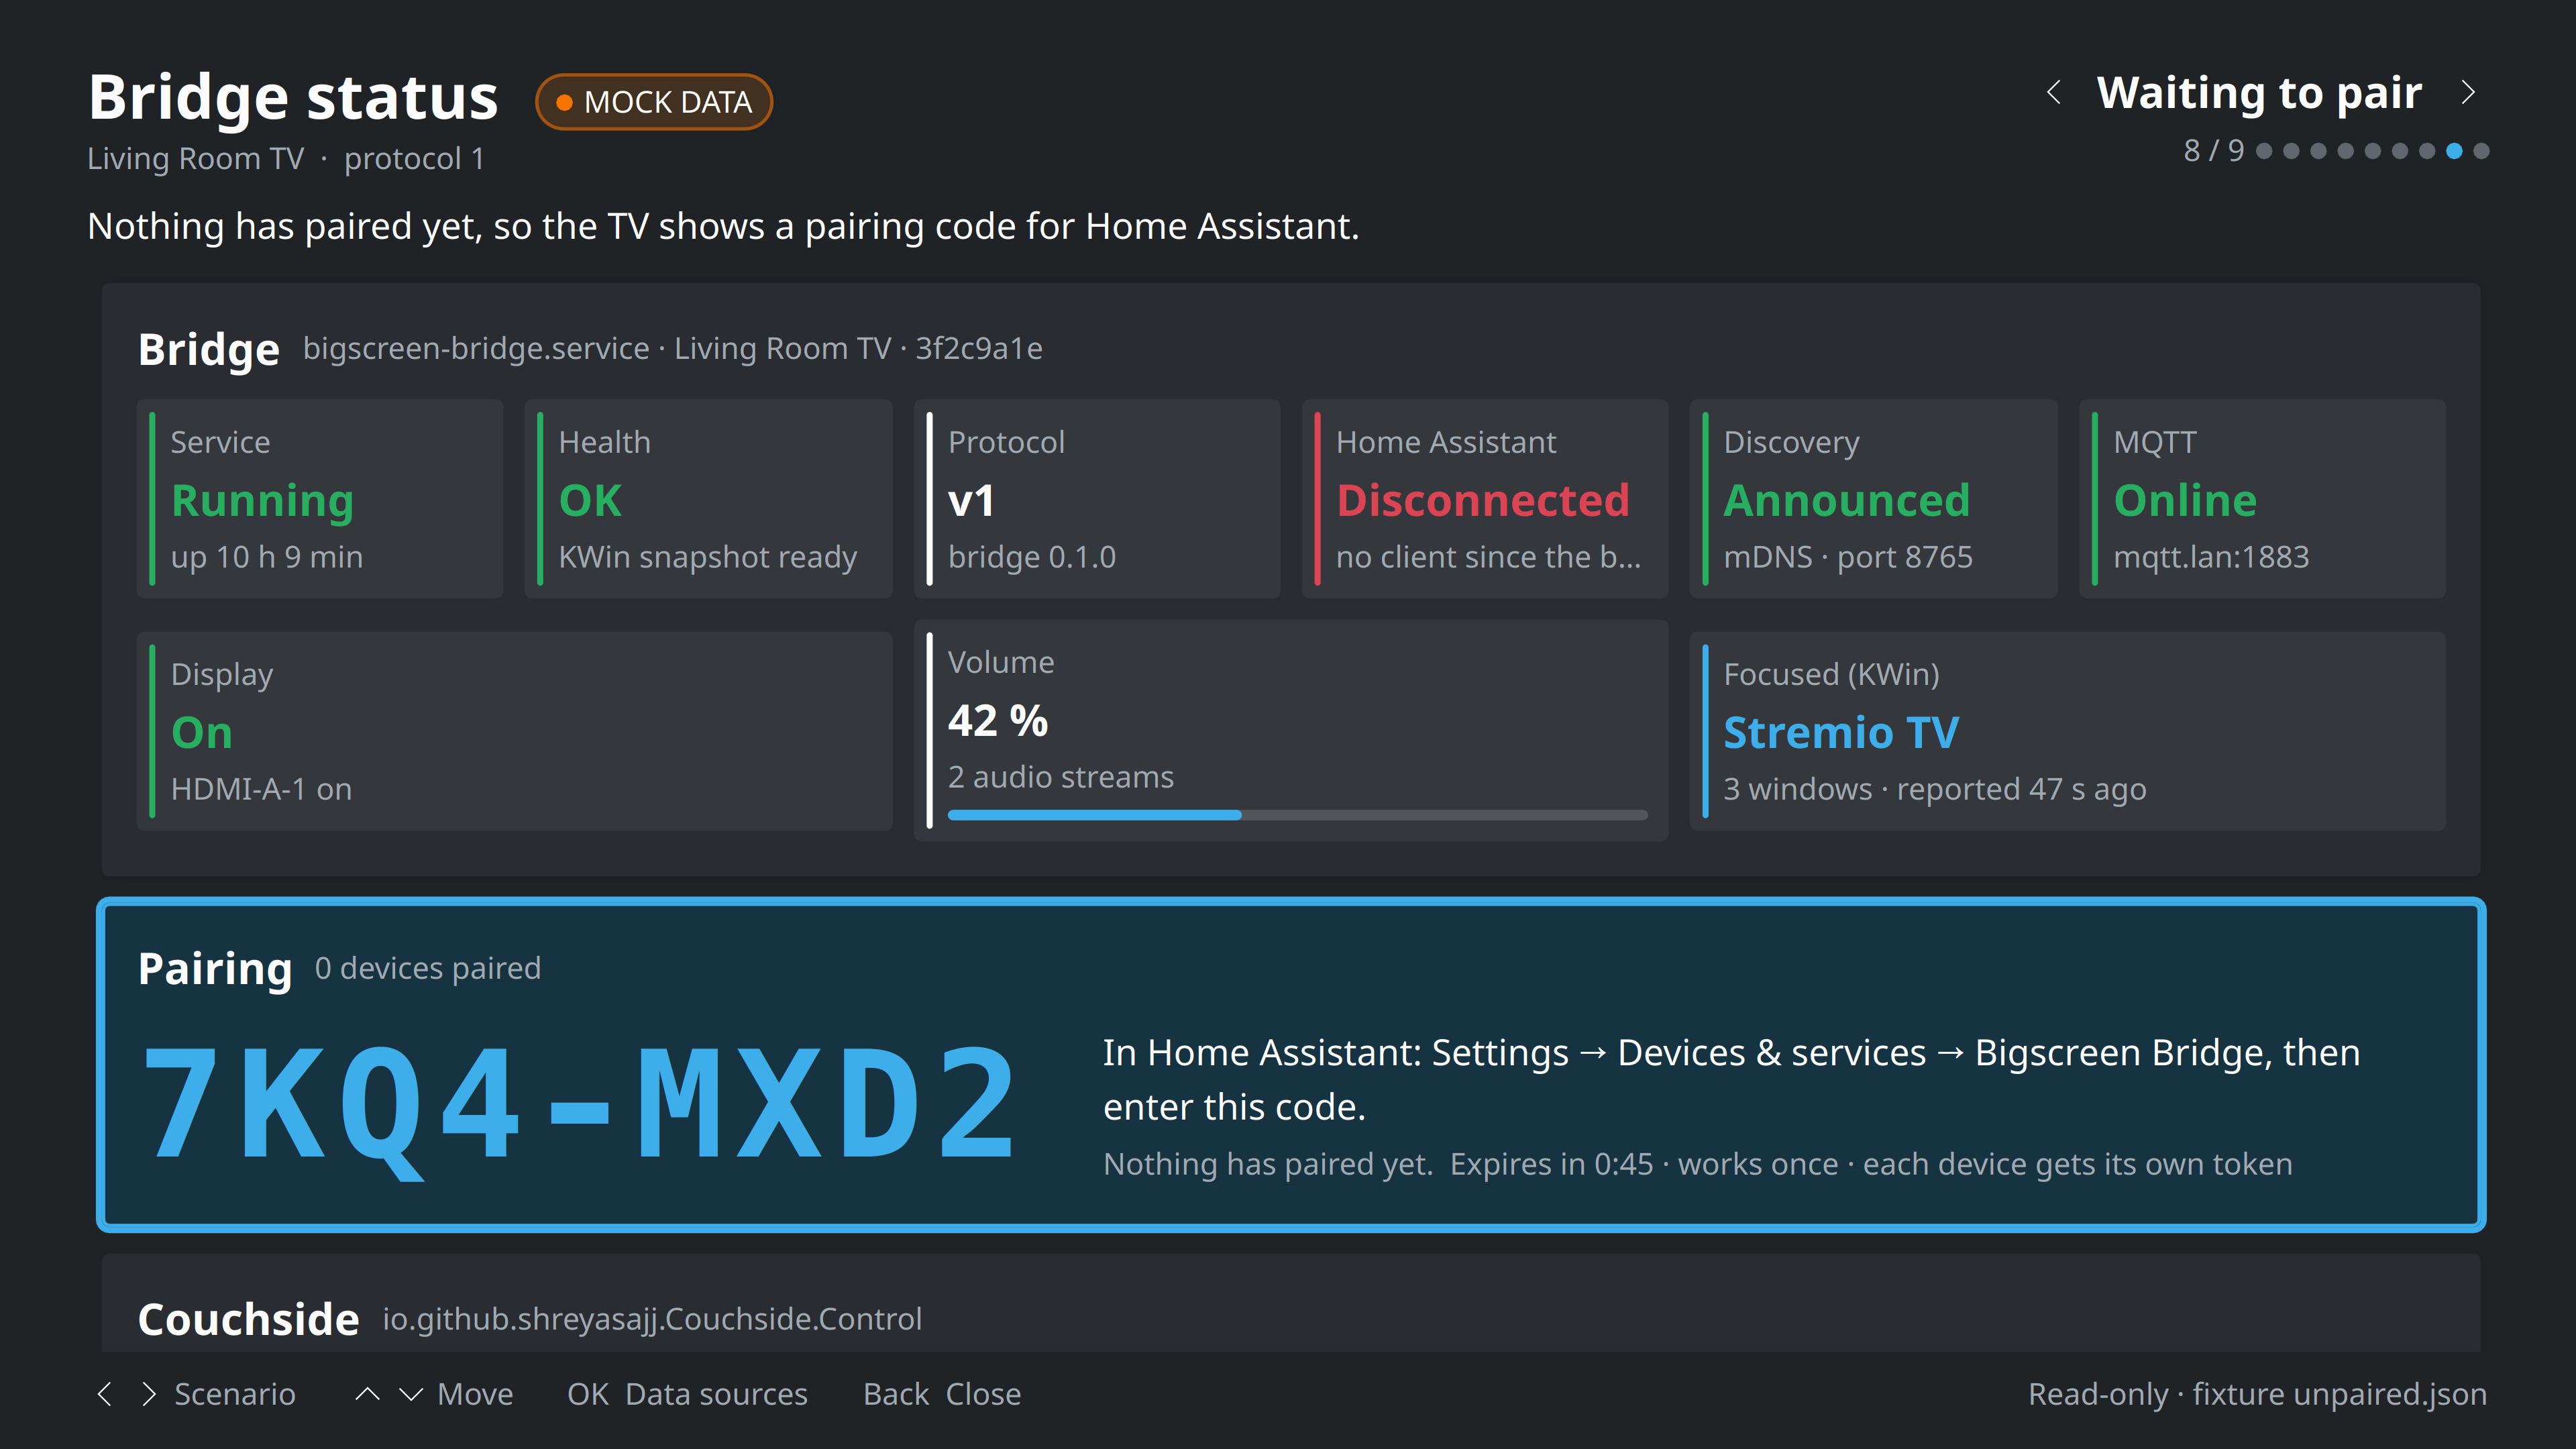 Bridge status
MOCK DATA
Living Room TV · protocol 1
Waiting to pair
8 / 9
Nothing has paired yet, so the TV shows a pairing code for Home Assistant.
Bridge bigscreen-bridge.service · Living Room TV · 3f2c9a1e
Service
Running
up 10 h 9 min
Health
OK
KWin snapshot ready
Protocol
v1
bridge 0.1.0
Home Assistant
Disconnected
no client since the b...
Discovery
Announced
mDNS · port 8765
MQTT
Online
mqtt.lan:1883
Display
On
HDMI-A-1 on
Volume
42 %
2 audio streams
Focused (KWin)
Stremio TV
3 windows · reported 47 s ago
Pairing 0 devices paired
7KQ4-MXD2
In Home Assistant: Settings → Devices & services → Bigscreen Bridge, then
enter this code.
Nothing has paired yet. Expires in 0:45 · works once · each device gets its own token
Couchside io.github.shreyasajj.Couchside.Control
Scenario Move OK Data sources Back Close
Read-only · fixture unpaired.json